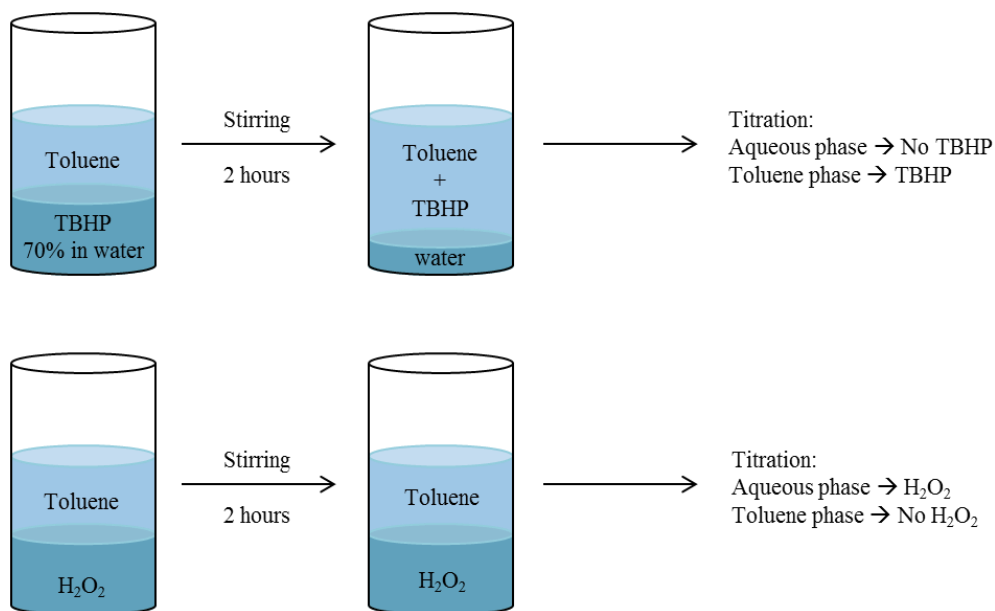 Toluene
TBHP
70% in water
Stirring
2 hours
Toluene
+
TBHP
water
Titration:
Aqueous phase → No TBHP
Toluene phase → TBHP
Toluene
H₂O₂
Stirring
2 hours
Toluene
H₂O₂
Titration:
Aqueous phase → H₂O₂
Toluene phase → No H₂O₂